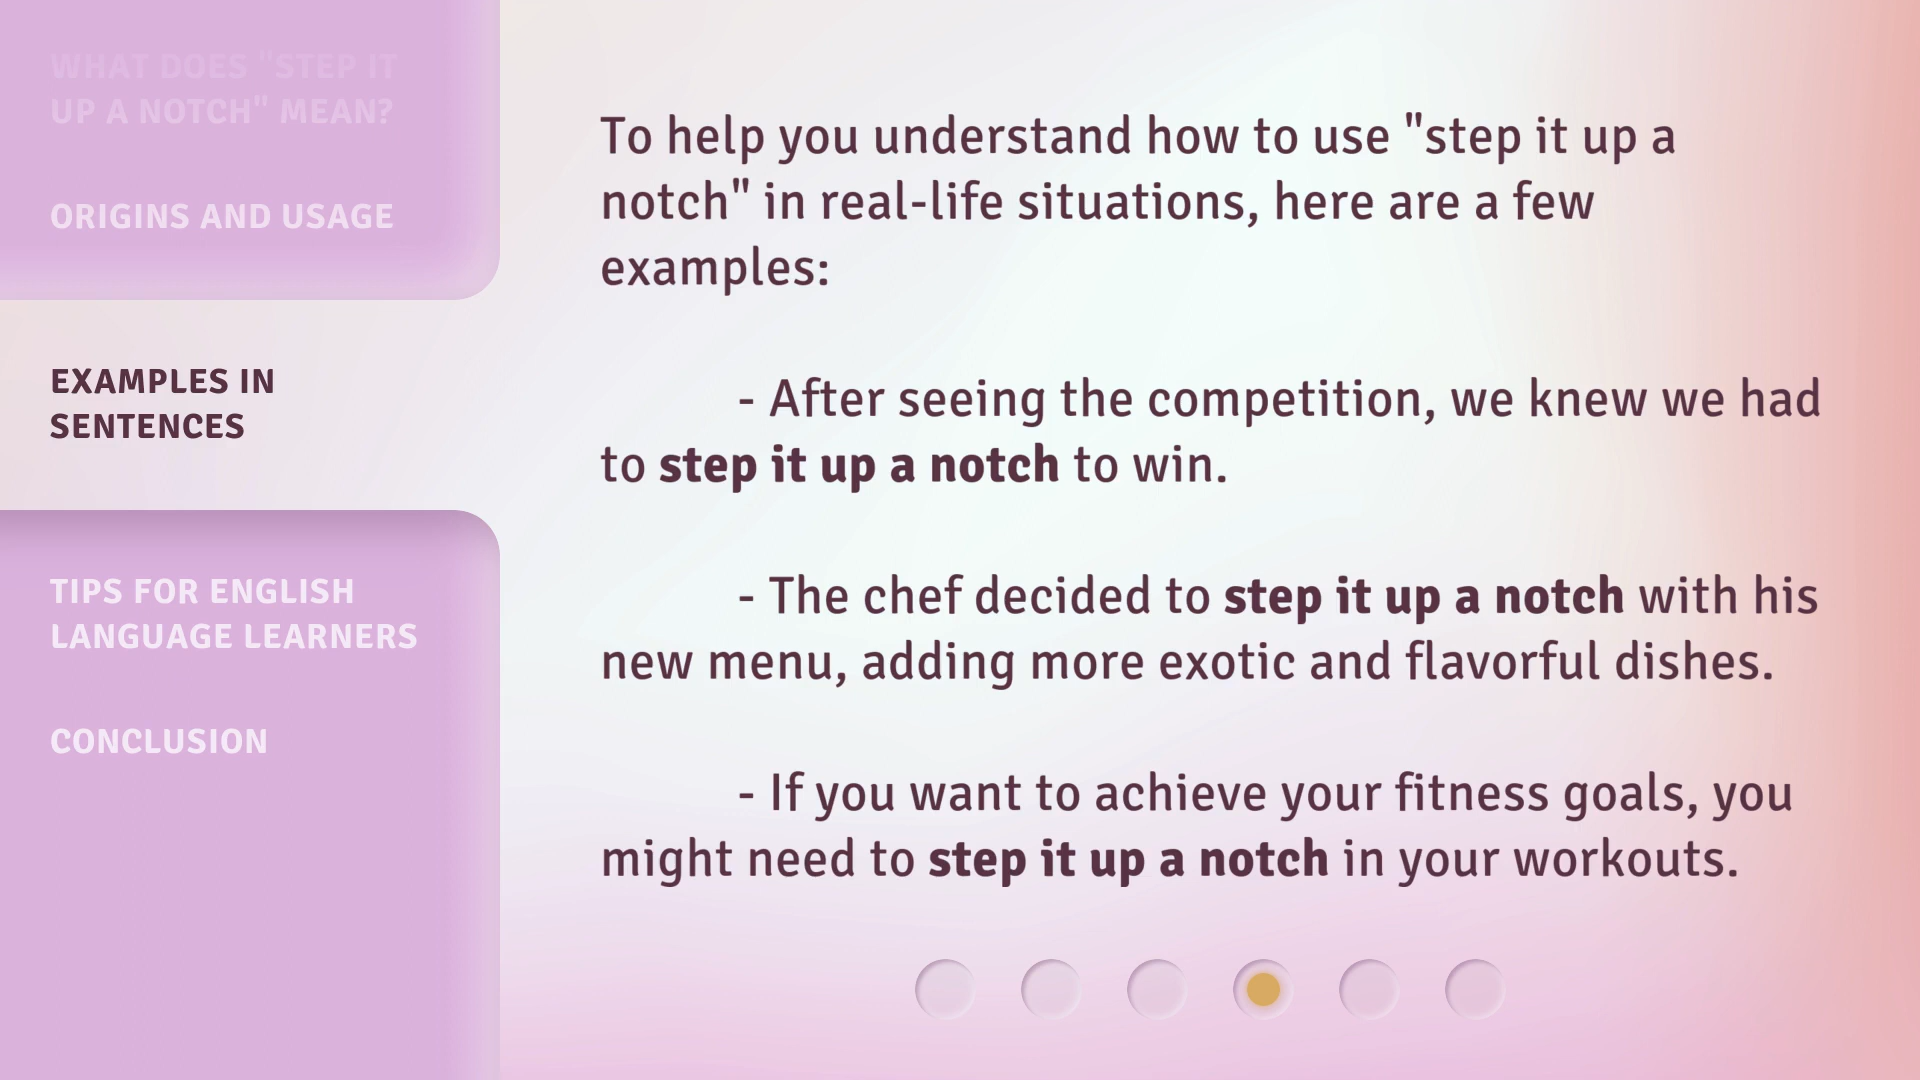 WHAT DOES "STEP IT
UP A NOTCH" MEAN?
ORIGINS AND USAGE
EXAMPLES IN
SENTENCES
TIPS FOR ENGLISH
LANGUAGE LEARNERS
CONCLUSION
To help you understand how to use "step it up a
notch" in real-life situations, here are a few
examples:
- After seeing the competition, we knew we had
to step it up a notch to win.
- The chef decided to step it up a notch with his
new menu, adding more exotic and flavorful dishes.
- If you want to achieve your fitness goals, you
might need to step it up a notch in your workouts.